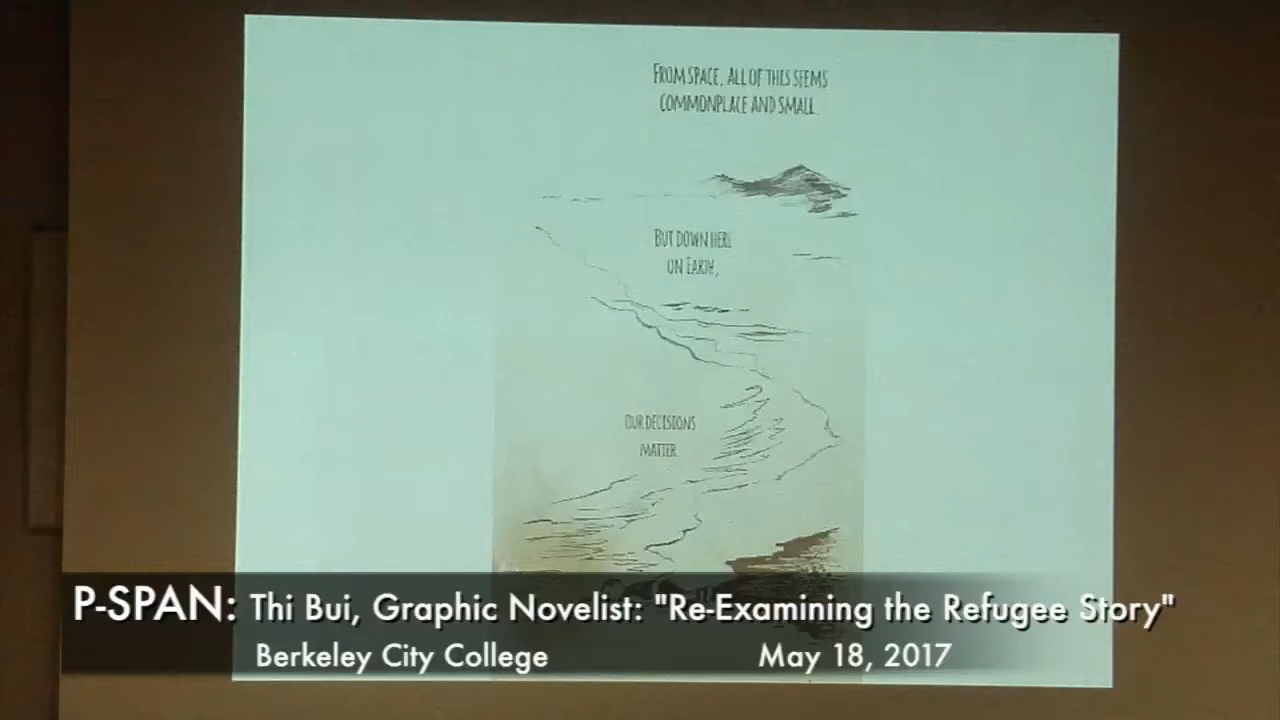 FROM SPACE, ALL OF THIS SEEMS
COMMONPLACE AND SMALL.
BUT DOWN HERE
ON EARTH,
OUR DECISIONS
MATTER.
P-SPAN: Thi Bui, Graphic Novelist: "Re-Examining the Refugee Story"
Berkeley City College May 18, 2017